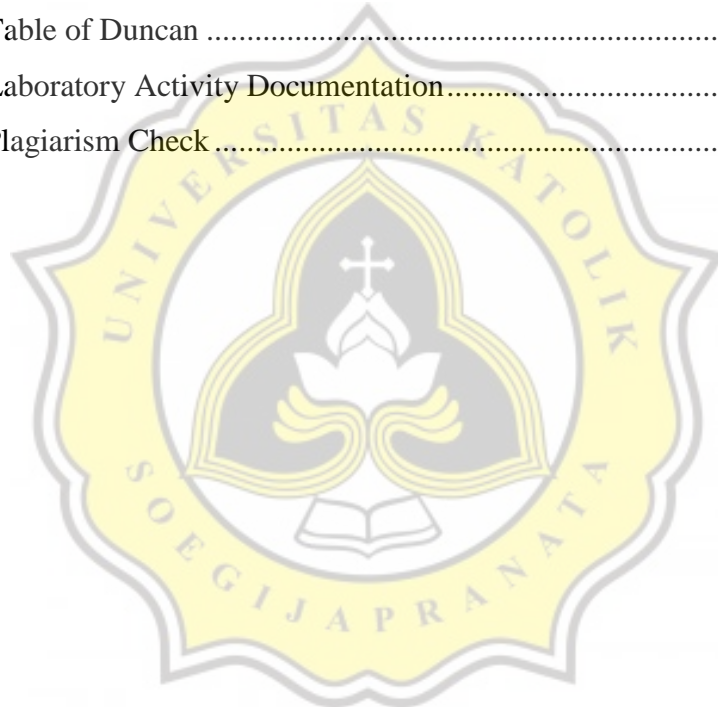 Table of Duncan ................................................................
Laboratory Activity Documentation ................................
Plagiarism Check ................................................................
UNIVERSITAS KATOLIK
SOEGIJAPRANATA